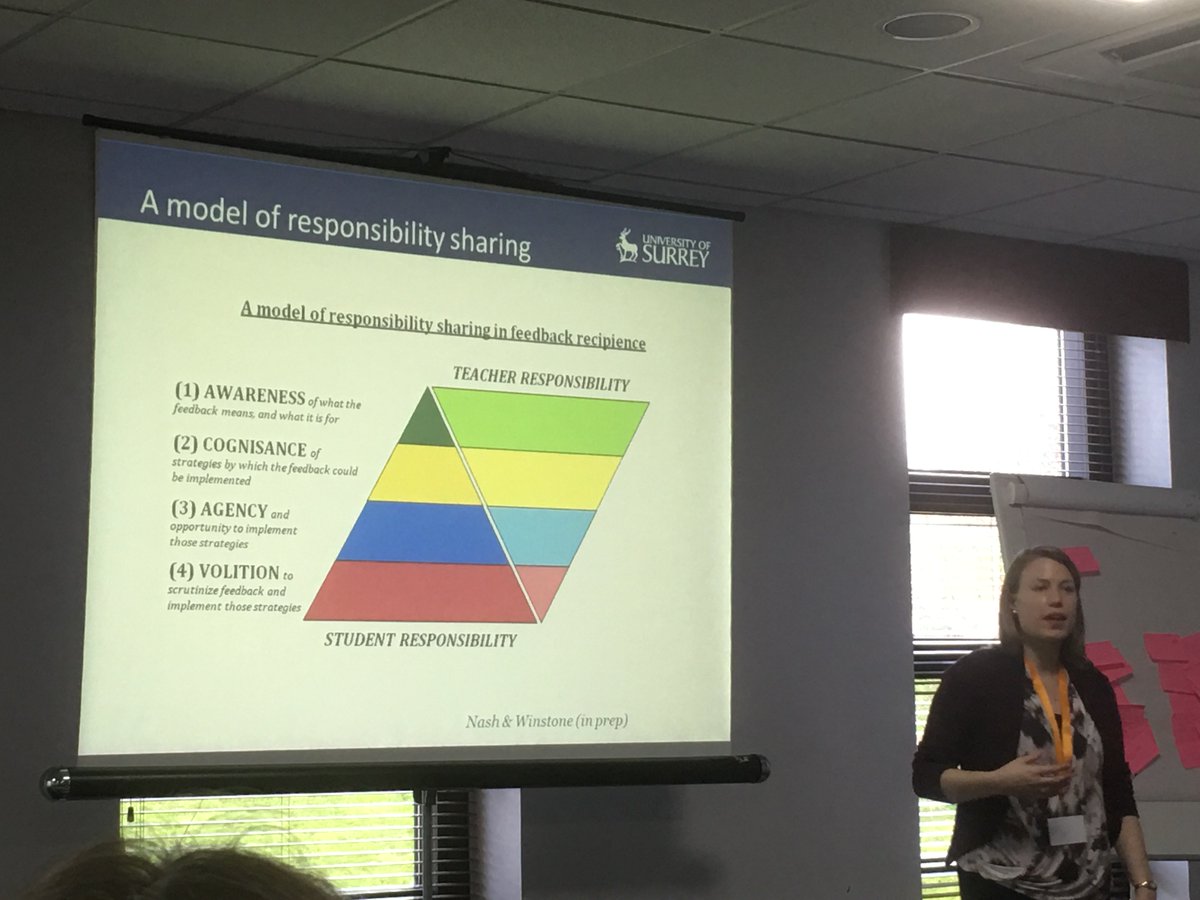 A model of responsibility sharing
UNIVERSITY OF
SURREY
A model of responsibility sharing in feedback recipience
TEACHER RESPONSIBILITY
(1) AWARENESS of what the
feedback means, and what it is for
(2) COGNISANCE of
strategies by which the feedback could
be implemented
(3) AGENCY and
opportunity to implement
those strategies
(4) VOLITION to
scrutinize feedback and
implement those strategies
STUDENT RESPONSIBILITY
Nash & Winstone (in prep)